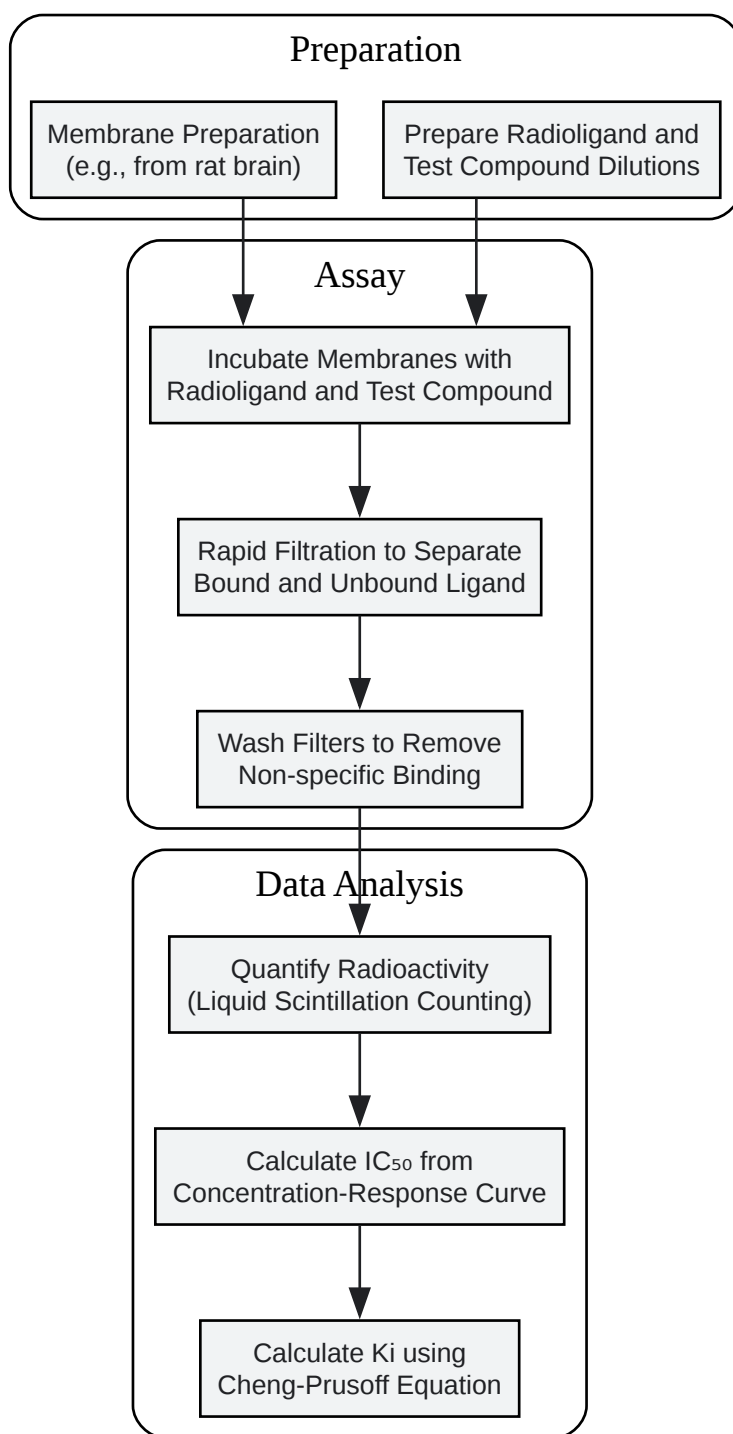 Preparation
Membrane Preparation
(e.g., from rat brain)
Prepare Radioligand and
Test Compound Dilutions
Assay
Incubate Membranes with
Radioligand and Test Compound
Rapid Filtration to Separate
Bound and Unbound Ligand
Wash Filters to Remove
Non-specific Binding
Data Analysis
Quantify Radioactivity
(Liquid Scintillation Counting)
Calculate IC₅₀ from
Concentration-Response Curve
Calculate Ki using
Cheng-Prusoff Equation